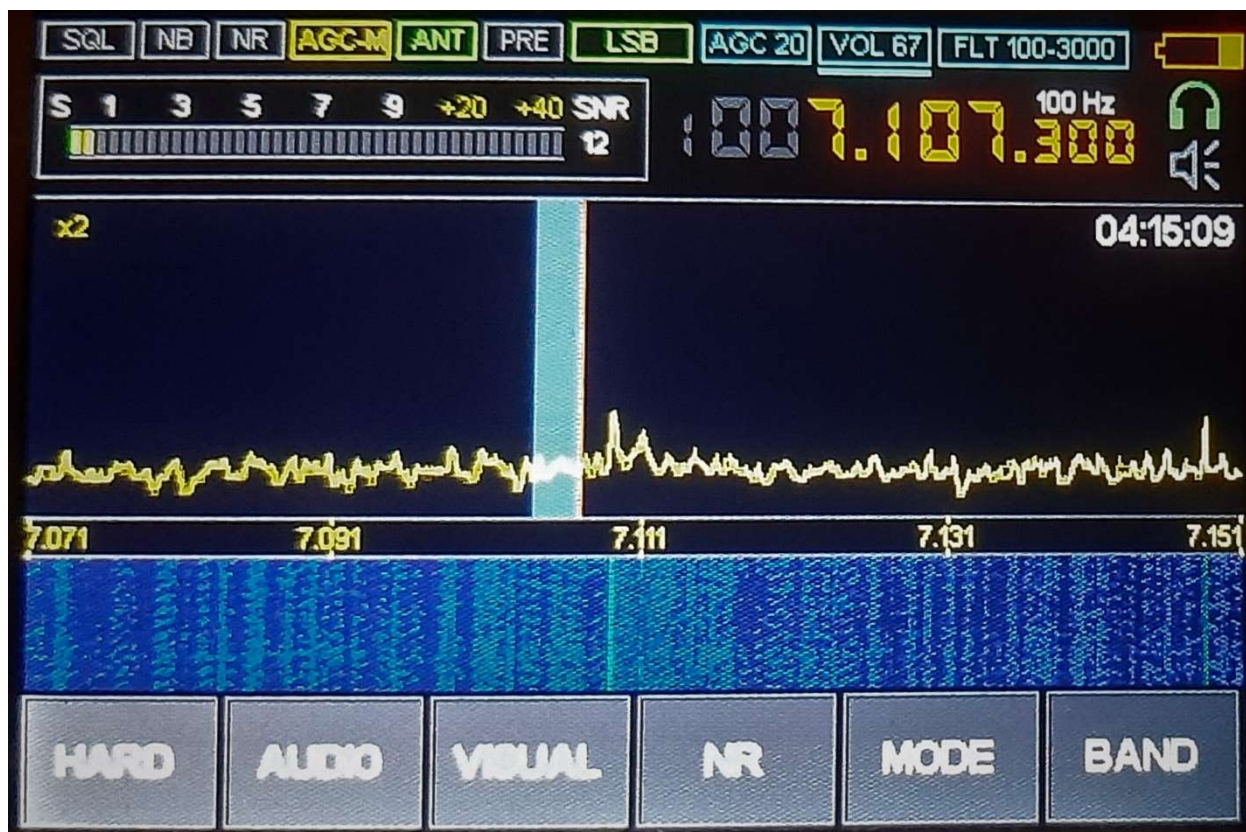 SQL NB NR AGC-M ANT PRE LSB AGC 20 VOL 67 FLT 100-3000
S 1 3 5 7 9 +20 +40 SNR
12
100 Hz
1007.107.300
x2
04:15:09
7.071 7.091 7.111 7.131 7.151
HARD AUDIO VISUAL NR MODE BAND